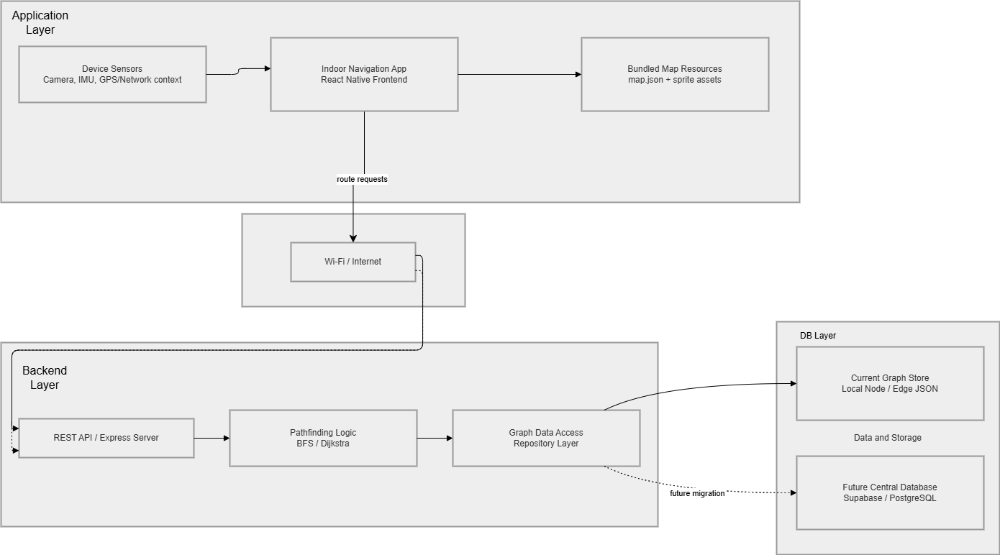 Application
Layer
Device Sensors
Camera, IMU, GPS/Network context
Indoor Navigation App
React Native Frontend
Bundled Map Resources
map.json + sprite assets
route requests
Wi-Fi / Internet
Backend
Layer
REST API / Express Server
Pathfinding Logic
BFS / Dijkstra
Graph Data Access
Repository Layer
future migration
DB Layer
Current Graph Store
Local Node / Edge JSON
Data and Storage
Future Central Database
Supabase / PostgreSQL